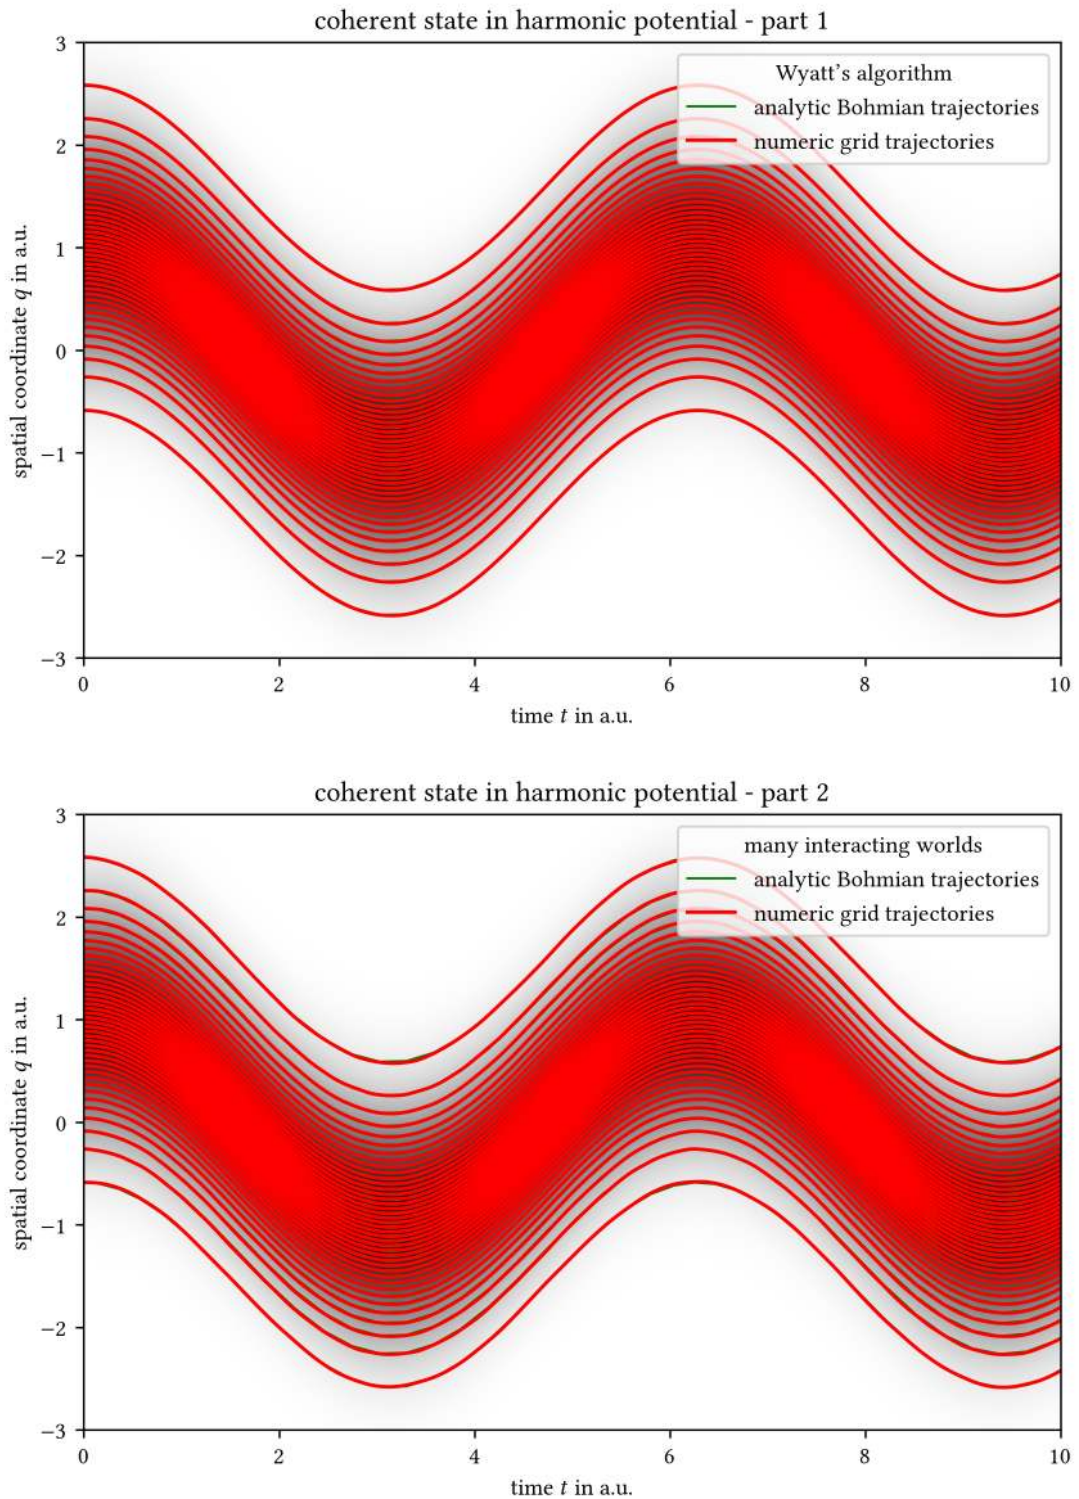 coherent state in harmonic potential - part 1
3
2
1
0
−1
−2
−3
spatial coordinate q in a.u.
Wyatt’s algorithm
analytic Bohmian trajectories
numeric grid trajectories
0 2 4 6 8 10
time t in a.u.
coherent state in harmonic potential - part 2
3
2
1
0
−1
−2
−3
spatial coordinate q in a.u.
many interacting worlds
analytic Bohmian trajectories
numeric grid trajectories
0 2 4 6 8 10
time t in a.u.